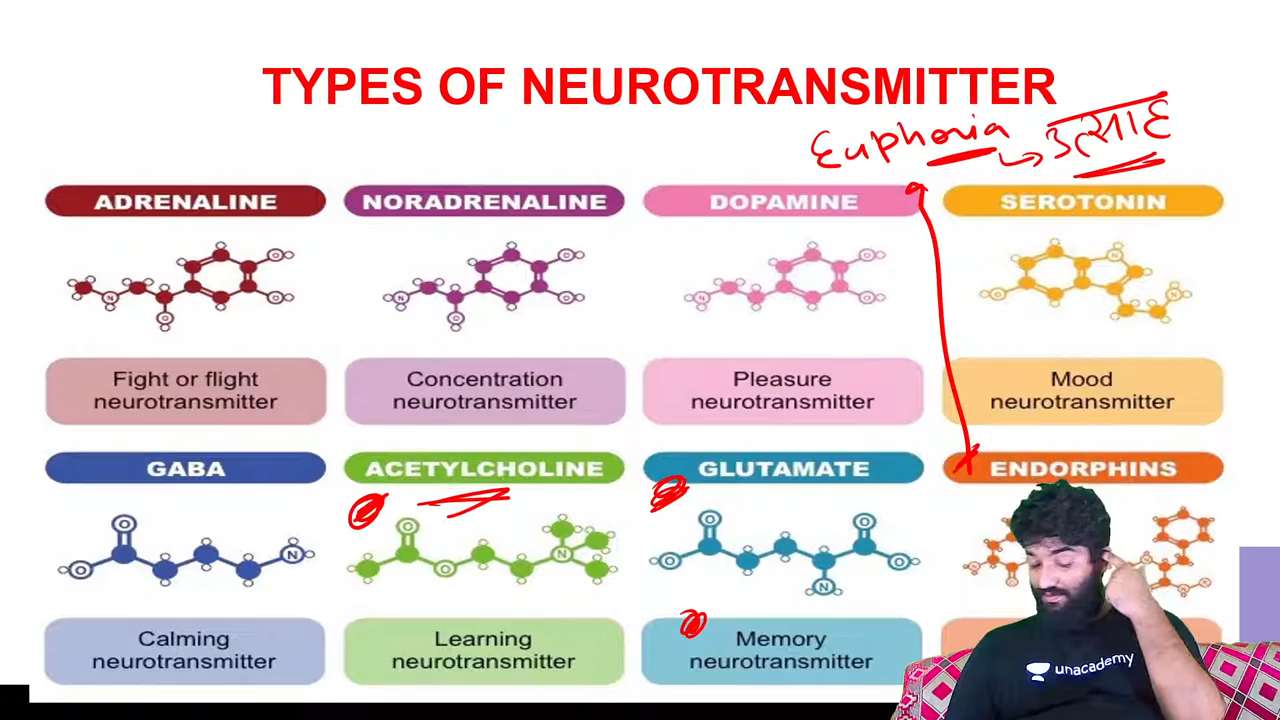 TYPES OF NEUROTRANSMITTER
Euphoria → उत्साह
ADRENALINE
NORADRENALINE
DOPAMINE
SEROTONIN
Fight or flight
neurotransmitter
Concentration
neurotransmitter
Pleasure
neurotransmitter
Mood
neurotransmitter
GABA
ACETYLCHOLINE
GLUTAMATE
ENDORPHINS
Calming
neurotransmitter
Learning
neurotransmitter
Memory
neurotransmitter
unacademy